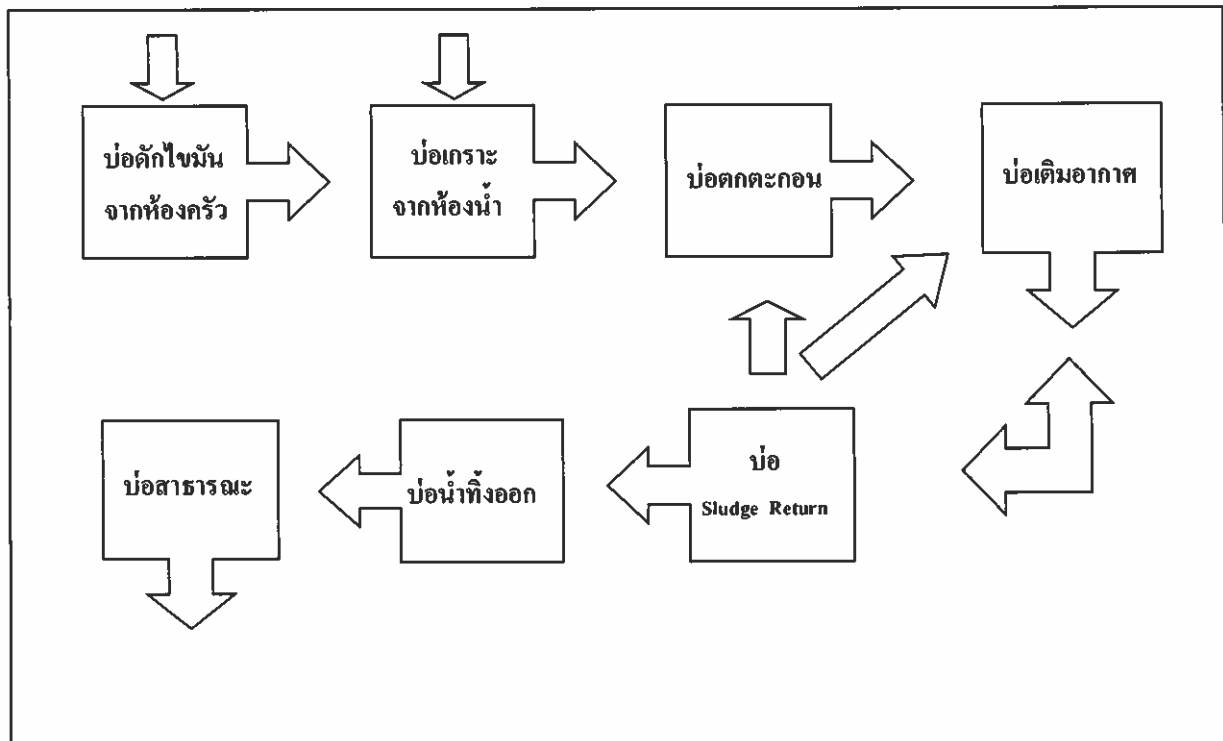 บ่อดักไขมัน
จากห้องครัว
บ่อเกราะ
จากห้องน้ำ
บ่อตกตะกอน
บ่อเติมอากาศ
บ่อสาธารณะ
บ่อน้ำทิ้งออก
บ่อ
Sludge Return